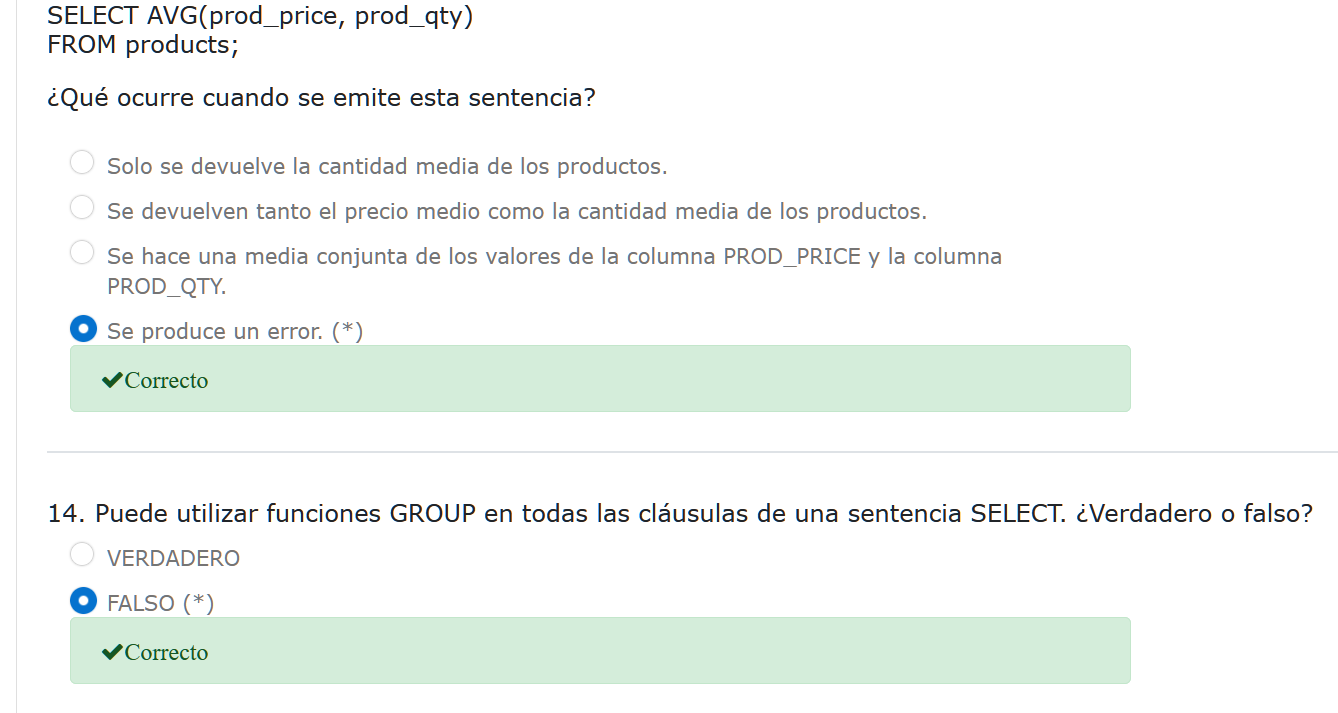 SELECT AVG(prod_price, prod_qty)
FROM products;
¿Qué ocurre cuando se emite esta sentencia?
Solo se devuelve la cantidad media de los productos.
Se devuelven tanto el precio medio como la cantidad media de los productos.
Se hace una media conjunta de los valores de la columna PROD_PRICE y la columna
PROD_QTY.
Se produce un error. (*)
Correcto
14. Puede utilizar funciones GROUP en todas las cláusulas de una sentencia SELECT. ¿Verdadero o falso?
VERDADERO
FALSO (*)
Correcto